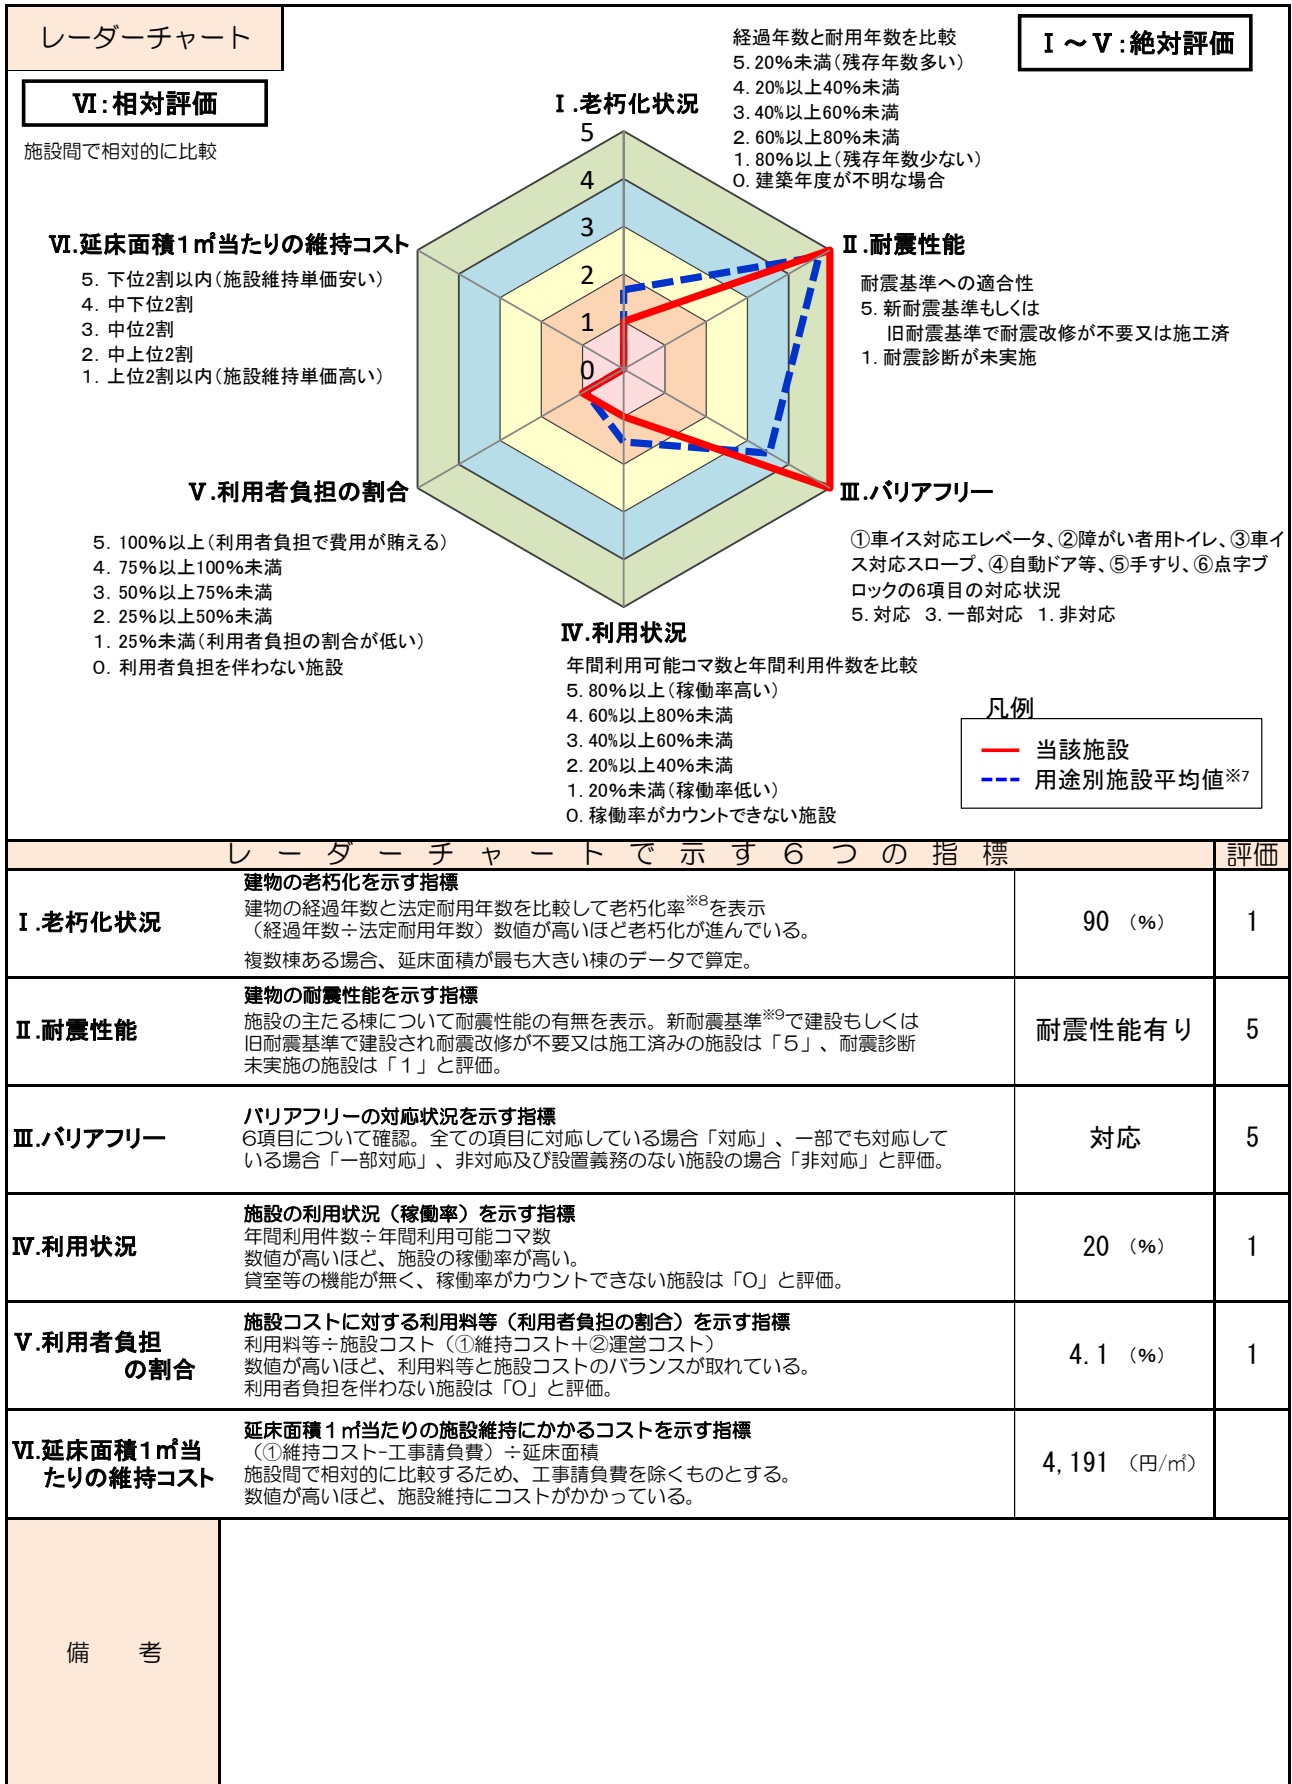 レーダーチャート
Ⅰ～Ⅴ:絶対評価
Ⅵ:相対評価
施設間で相対的に比較
Ⅰ.老朽化状況
経過年数と耐用年数を比較
5.20%未満(残存年数多い)
4.20%以上40%未満
3.40%以上60%未満
2.60%以上80%未満
1.80%以上(残存年数少ない)
0.建築年度が不明な場合
5
4
3
2
1
0
Ⅱ.耐震性能
耐震基準への適合性
5.新耐震基準もしくは
旧耐震基準で耐震改修が不要又は施工済
1.耐震診断が未実施
Ⅵ.延床面積1㎡当たりの維持コスト
5. 下位2割以内(施設維持単価安い)
4. 中下位2割
3. 中位2割
2. 中上位2割
1. 上位2割以内(施設維持単価高い)
Ⅴ.利用者負担の割合
5. 100%以上(利用者負担で費用が賄える)
4. 75%以上100%未満
3. 50%以上75%未満
2. 25%以上50%未満
1. 25%未満(利用者負担の割合が低い)
0. 利用者負担を伴わない施設
Ⅲ.バリアフリー
①車イス対応エレベータ、②障がい者用トイレ、③車イ
ス対応スロープ、④自動ドア等、⑤手すり、⑥点字ブ
ロックの6項目の対応状況
5.対応 3.一部対応 1.非対応
Ⅳ.利用状況
年間利用可能コマ数と年間利用件数を比較
5.80%以上(稼働率高い)
4.60%以上80%未満
3.40%以上60%未満
2.20%以上40%未満
1.20%未満(稼働率低い)
0.稼働率がカウントできない施設
凡例
当該施設
用途別施設平均値※7
レーダーチャートで示す6つの指標 評価
Ⅰ.老朽化状況
建物の老朽化を示す指標
建物の経過年数と法定耐用年数を比較して老朽化率※8を表示
（経過年数÷法定耐用年数）数値が高いほど老朽化が進んでいる。
複数棟ある場合、延床面積が最も大きい棟のデータで算定。
90 (%) 1
Ⅱ.耐震性能
建物の耐震性能を示す指標
施設の主たる棟について耐震性能の有無を表示。新耐震基準※9で建設もしくは
旧耐震基準で建設され耐震改修が不要又は施工済みの施設は「5」、耐震診断
未実施の施設は「1」と評価。
耐震性能有り 5
Ⅲ.バリアフリー
バリアフリーの対応状況を示す指標
6項目について確認。全ての項目に対応している場合「対応」、一部でも対応して
いる場合「一部対応」、非対応及び設置義務のない施設の場合「非対応」と評価。
対応 5
Ⅳ.利用状況
施設の利用状況（稼働率）を示す指標
年間利用件数÷年間利用可能コマ数
数値が高いほど、施設の稼働率が高い。
貸室等の機能が無く、稼働率がカウントできない施設は「0」と評価。
20 (%) 1
Ⅴ.利用者負担
の割合
施設コストに対する利用料等（利用者負担の割合）を示す指標
利用料等÷施設コスト（①維持コスト＋②運営コスト）
数値が高いほど、利用料等と施設コストのバランスが取れている。
利用者負担を伴わない施設は「0」と評価。
4.1 (%) 1
Ⅵ.延床面積1㎡当
たりの維持コスト
延床面積1㎡当たりの施設維持にかかるコストを示す指標
（①維持コスト-工事請負費）÷延床面積
施設間で相対的に比較するため、工事請負費を除くものとする。
数値が高いほど、施設維持にコストがかかっている。
4,191 (円/㎡)
備 考